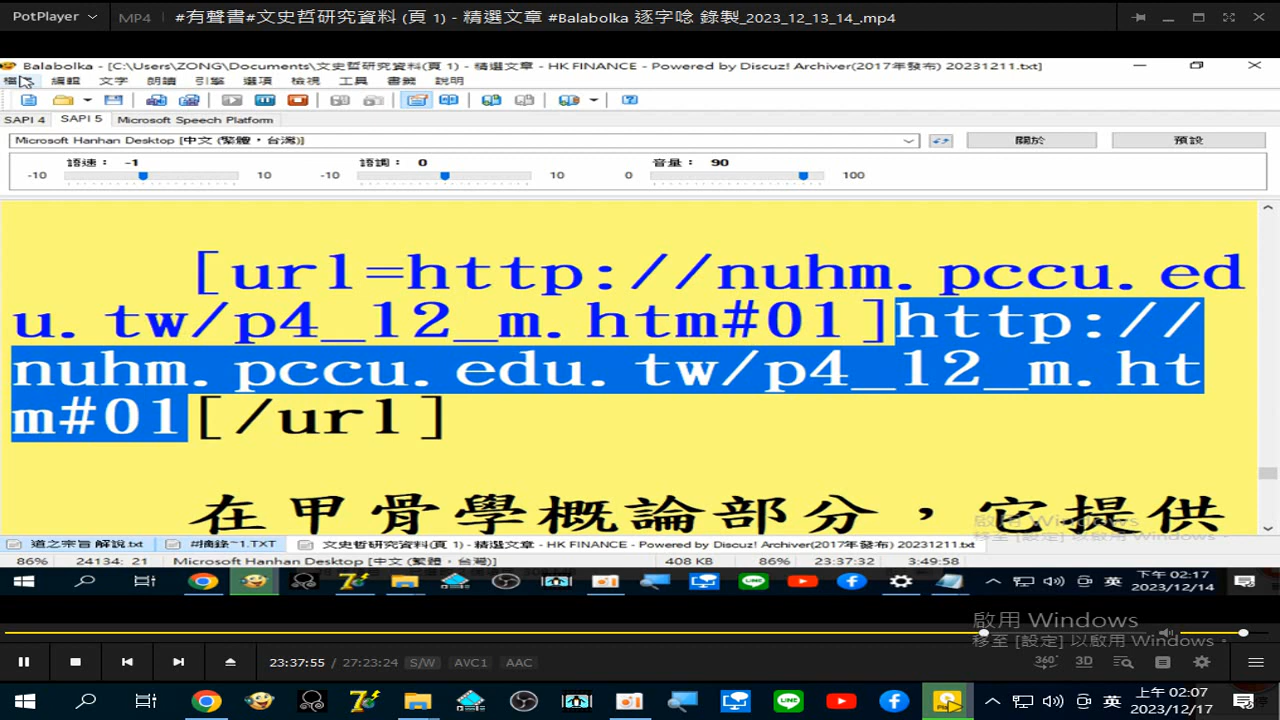 PotPlayer MP4 #有聲書#文史哲研究資料 (頁 1) - 精選文章 #Balabolka 逐字唸 錄製_2023_12_13_14_.mp4
Balabolka - [C:\Users\ZONG\Documents\文史哲研究資料(頁 1) - 精選文章 - HK FINANCE - Powered by Discuz! Archiver(2017年發布) 20231211.txt]
檔案 編輯 文字 朗讀 引擎 選項 檢視 工具 書籤 說明
SAPI 4 SAPI 5 Microsoft Speech Platform
Microsoft Hanhan Desktop [中文 (繁體，台灣)] 關於 預設
語速： -1 語調： 0 音量： 90
-10 10 -10 10 0 100
[url=http://nuhm.pccu.ed
u.tw/p4_12_m.htm#01]http://
nuhm.pccu.edu.tw/p4_12_m.ht
m#01[/url]
在甲骨學概論部分，它提供
啟用 Windows
移至 [設定] 以啟用 Windows。
道之宗旨 解說.txt #摘錄~1.TXT 文史哲研究資料(頁 1) - 精選文章 - HK FINANCE - Powered by Discuz! Archiver(2017年發布) 20231211.txt
86% 24134: 21 Microsoft Hanhan Desktop [中文 (繁體，台灣)] 408 KB 86% 23:37:32 3:49:58
英 下午 02:17
2023/12/14
啟用 Windows
移至 [設定] 以啟用 Windows。
23:37:55 / 27:23:24 S/W AVC1 AAC 360° 3D
英 上午 02:07
2023/12/17